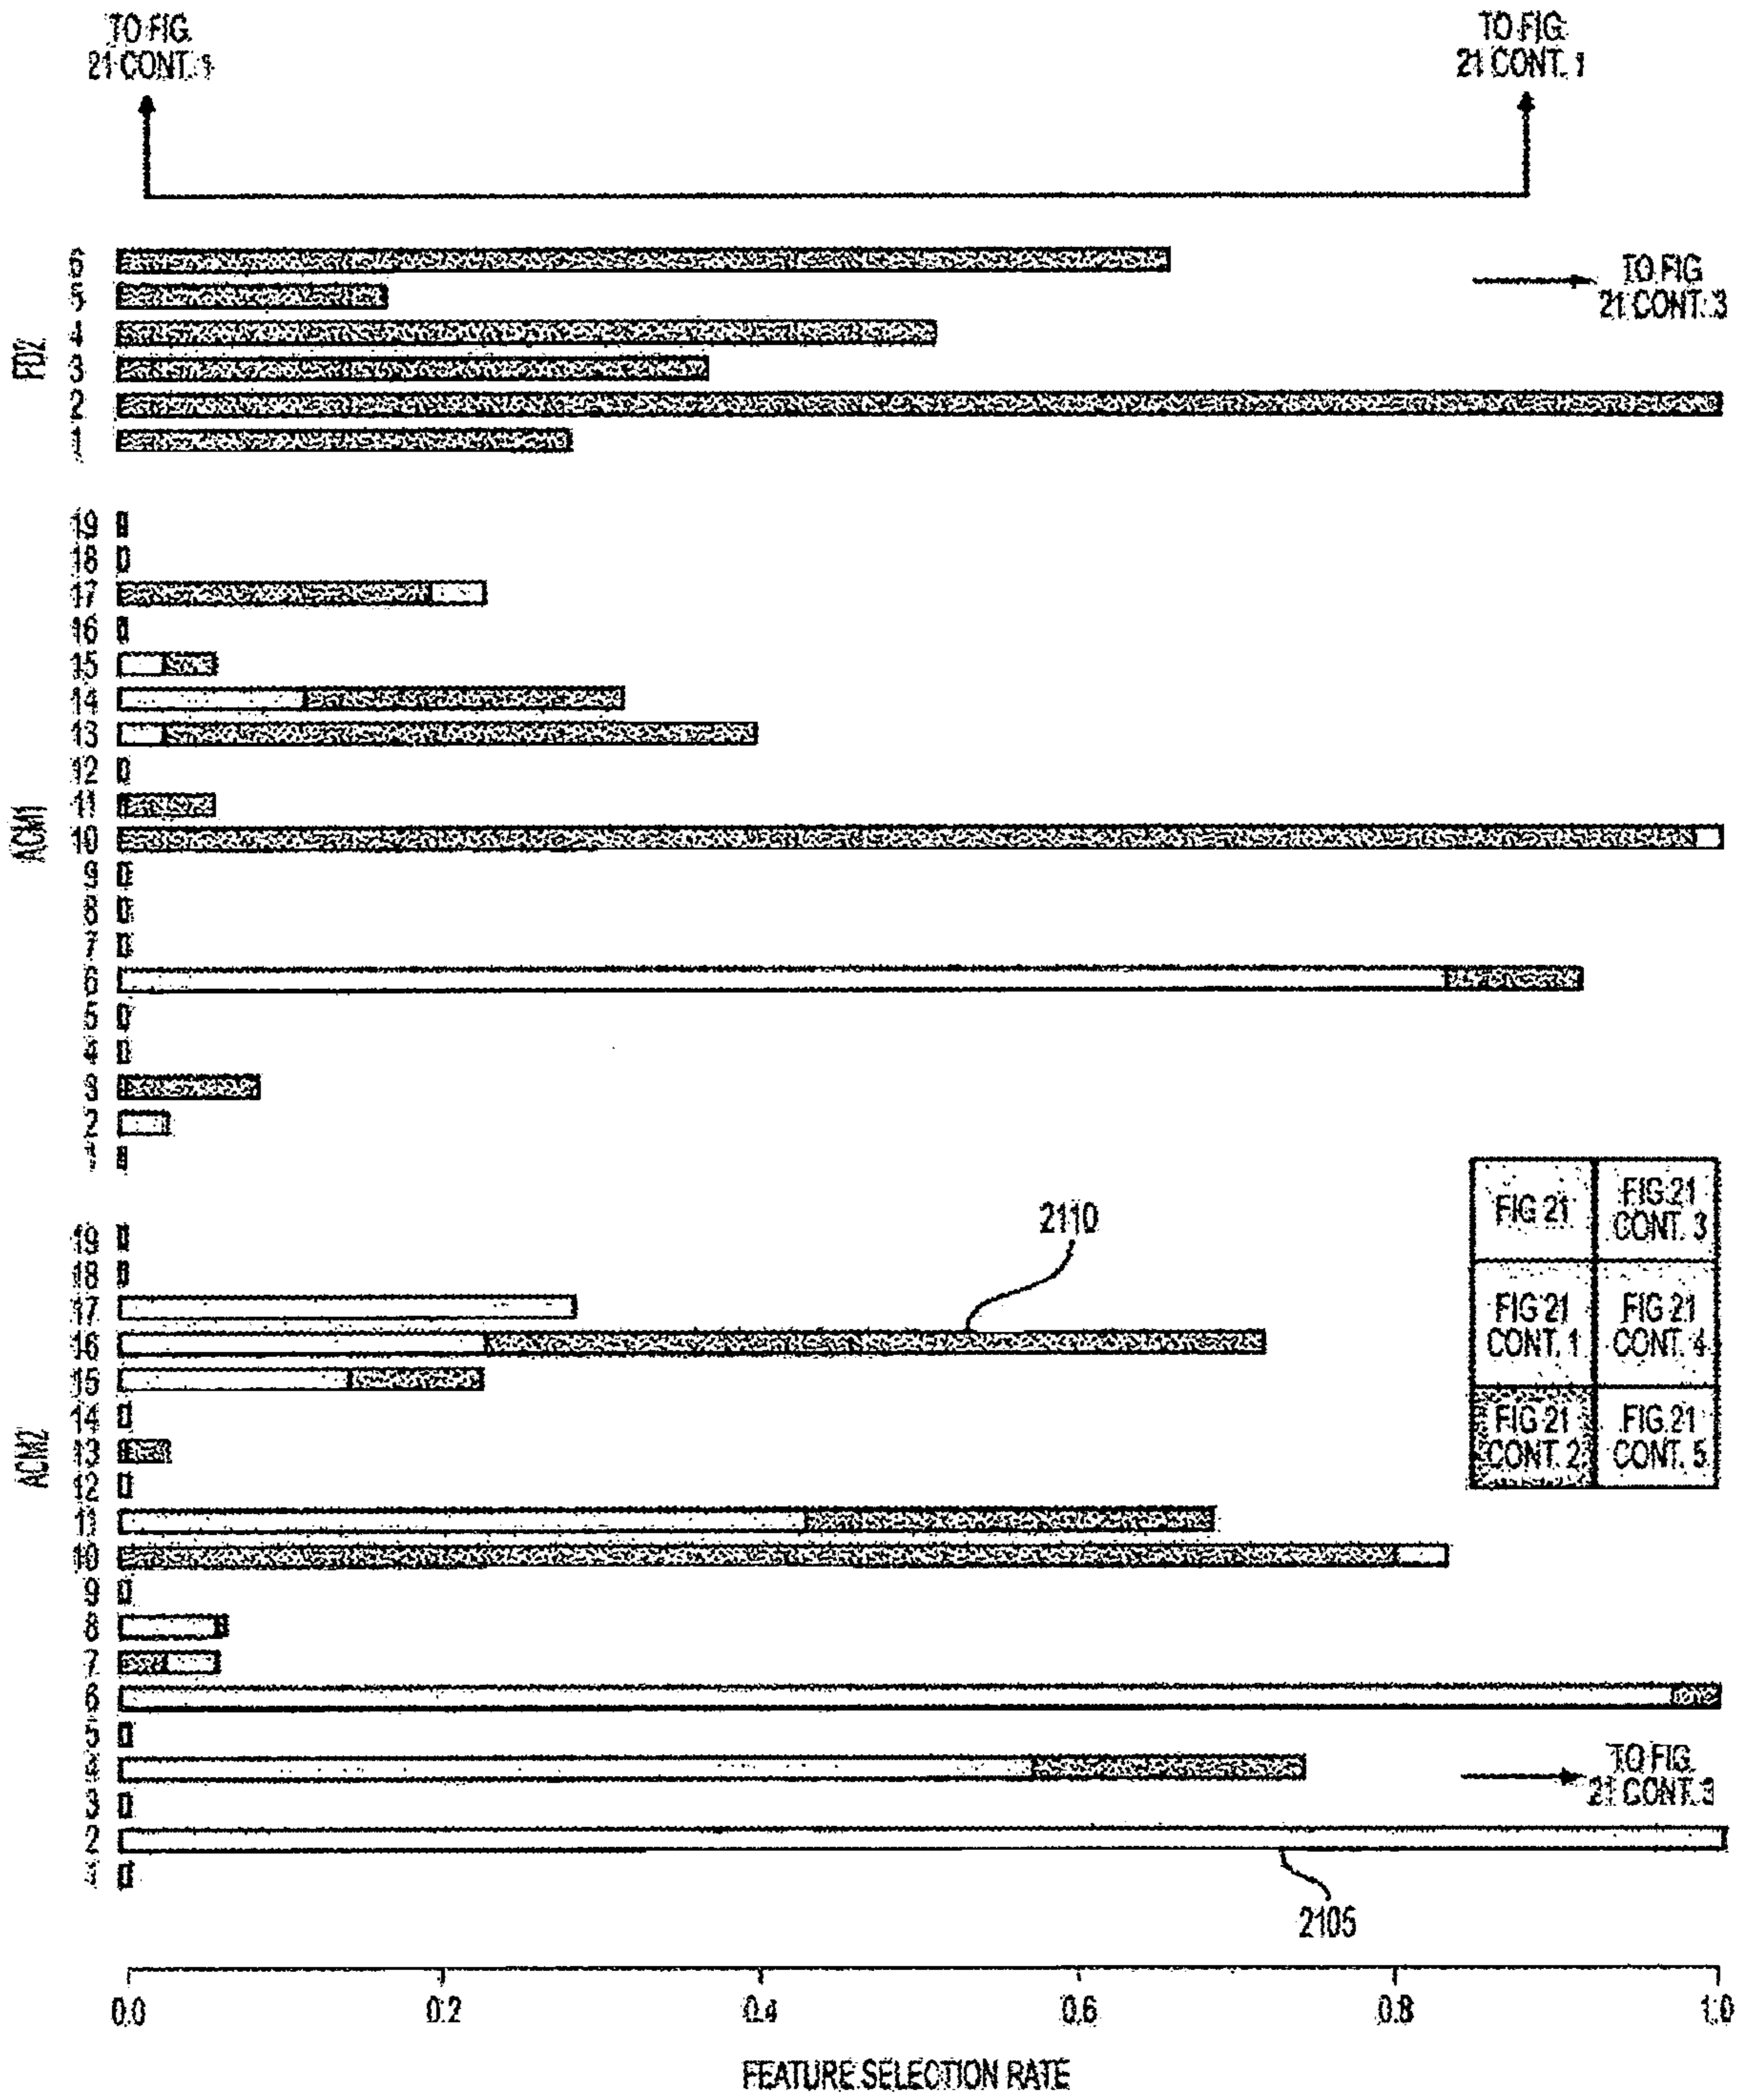 TO FIG.
21 CONT. 1
TO FIG.
21 CONT. 1
TO FIG
21 CONT. 3
FD2
6
5
4
3
2
1
ACM1
19
18
17
16
15
14
13
12
11
10
9
8
7
6
5
4
3
2
1
ACM2
19
18
17
16
15
14
13
12
11
10
9
8
7
6
5
4
3
2
1
2110
FIG 21
FIG.21
CONT. 3
FIG 21
CONT. 1
FIG 21
CONT. 4
FIG 21
CONT. 2
FIG.21
CONT. 5
TO FIG.
21 CONT. 3
2105
0.0
0.2
0.4
0.6
0.8
1.0
FEATURE SELECTION RATE